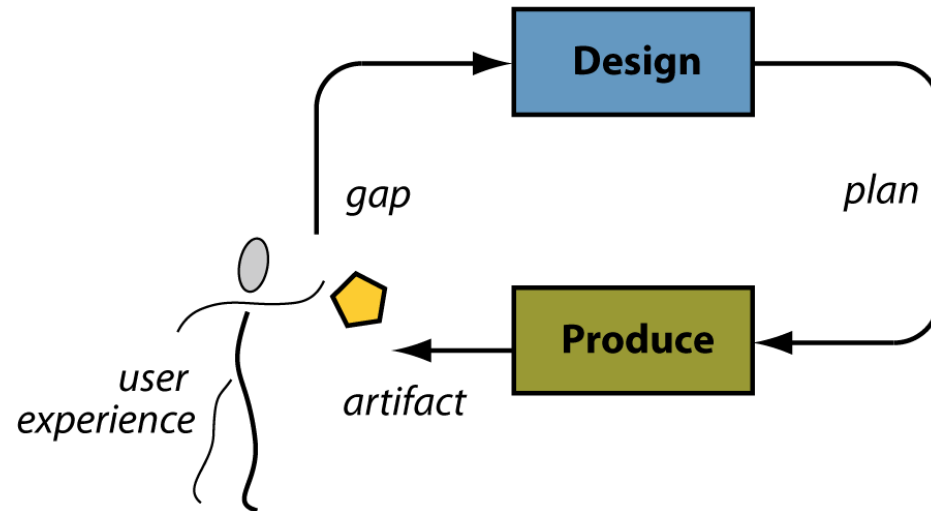 Design
gap
plan
Produce
user
experience
artifact